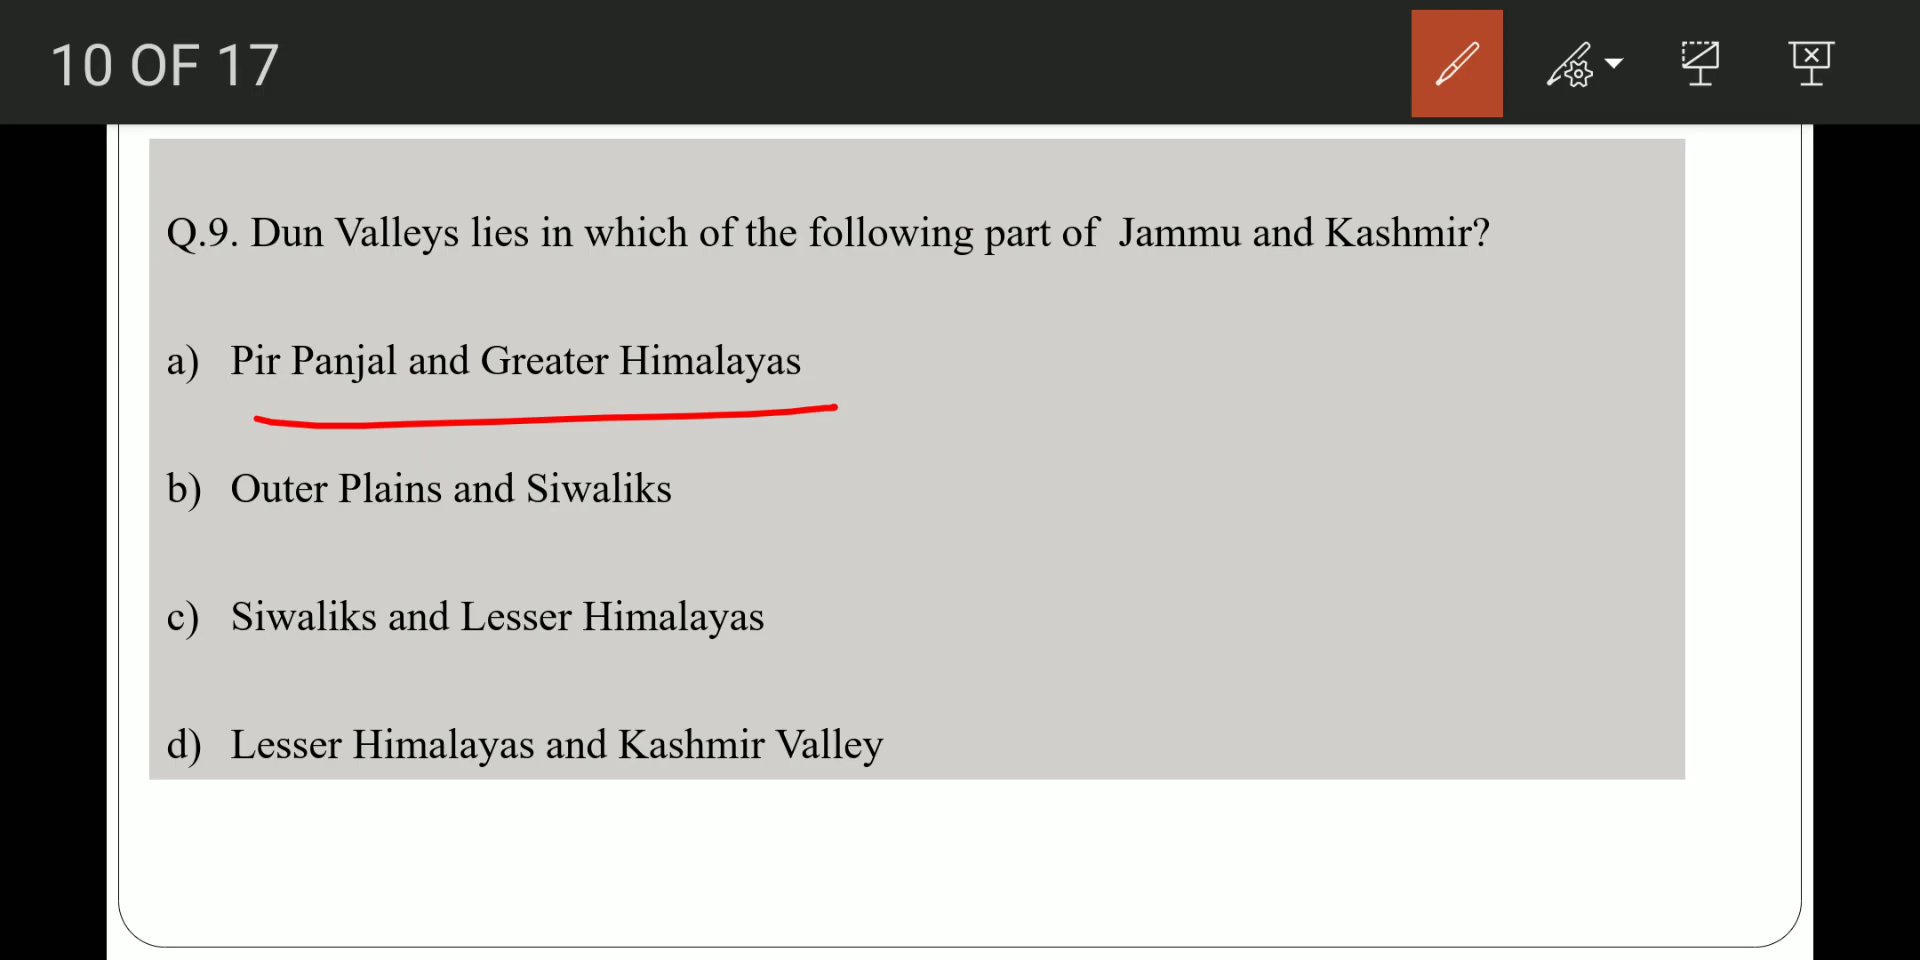 10 OF 17
Q.9. Dun Valleys lies in which of the following part of Jammu and Kashmir?
a) Pir Panjal and Greater Himalayas
b) Outer Plains and Siwaliks
c) Siwaliks and Lesser Himalayas
d) Lesser Himalayas and Kashmir Valley